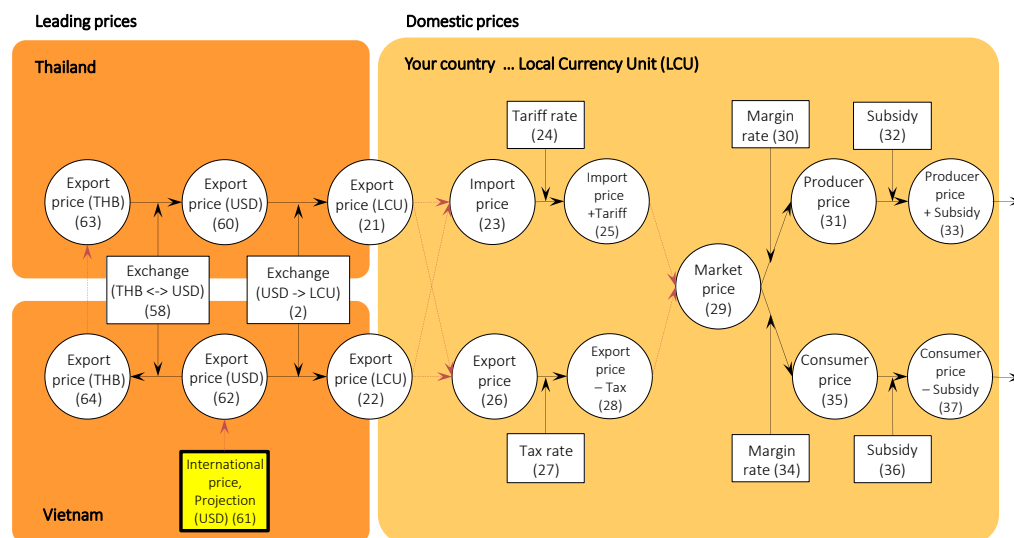 Leading prices
Domestic prices
Thailand
Your country ... Local Currency Unit (LCU)
Tariff rate
(24)
Margin
rate (30)
Subsidy
(32)
Export
price (THB)
(63)
Export
price (USD)
(60)
Export
price (LCU)
(21)
Import
price
(23)
Import
price
+Tariff
(25)
Producer
price
(31)
Producer
price
+ Subsidy
(33)
Exchange
(THB <-> USD)
(58)
Exchange
(USD -> LCU)
(2)
Market
price
(29)
Export
price (THB)
(64)
Export
price (USD)
(62)
Export
price (LCU)
(22)
Export
price
(26)
Export
price
– Tax
(28)
Consumer
price
(35)
Consumer
price
– Subsidy
(37)
Tax rate
(27)
Margin
rate (34)
Subsidy
(36)
International
price,
Projection
(USD) (61)
Vietnam